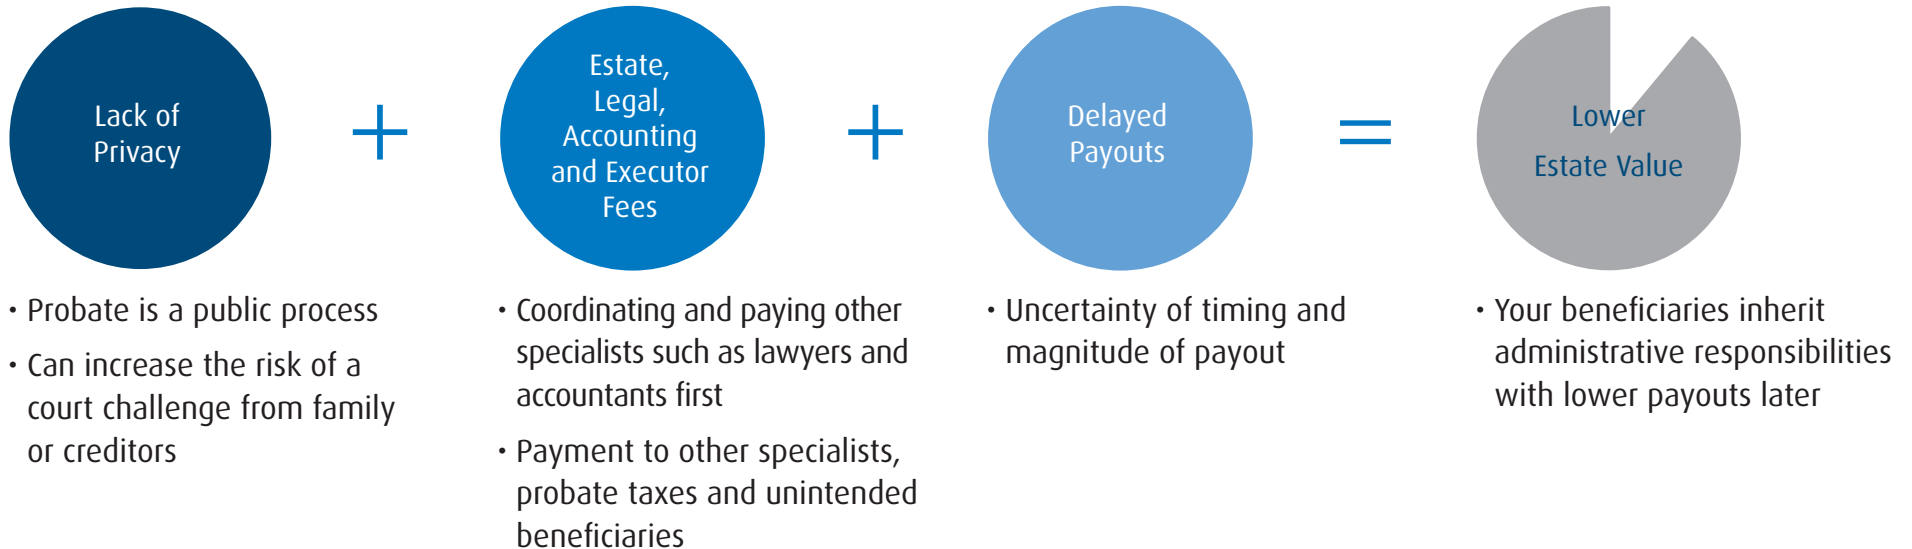 Lack of
Privacy
+
Estate,
Legal,
Accounting
and Executor
Fees
+
Delayed
Payouts
=
Lower
Estate Value
• Probate is a public process
• Can increase the risk of a
court challenge from family
or creditors
• Coordinating and paying other
specialists such as lawyers and
accountants first
• Payment to other specialists,
probate taxes and unintended
beneficiaries
• Uncertainty of timing and
magnitude of payout
• Your beneficiaries inherit
administrative responsibilities
with lower payouts later